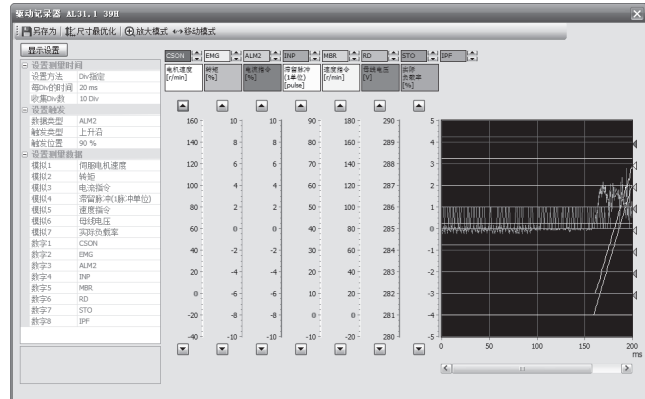 驱动记录器 AL31.1 39H
另存为 尺寸最优化 放大模式 移动模式
显示设置
设置测量时间
设置方法 Div指定
每Div的时间 20 ms
收集Div数 10 Div
设置触发
数据类型 ALM2
触发类型 上升沿
触发位置 90 %
设置测量数据
模拟1 伺服电机速度
模拟2 转矩
模拟3 电流指令
模拟4 滞留脉冲(1脉冲单位)
模拟5 速度指令
模拟6 母线电压
模拟7 实际负载率
数字1 CSON
数字2 EMG
数字3 ALM2
数字4 INP
数字5 MBR
数字6 RD
数字7 STO
数字8 IPF
CSON EMG ALM2 INP MBR RD STO IPF
电机速度 [r/min]
转矩 [%]
电流指令 [%]
滞留脉冲 (1单位) [pulse]
速度指令 [r/min]
母线电压 [V]
实际负载率 [%]
160 10 10 90 180 290 5
140 8 8 80 160 289 4
120 6 6 70 140 288 3
100 4 4 60 120 287 2
80 2 2 50 100 286 1
60 0 0 40 80 285 0
40 -2 -2 30 60 284 -1
20 -4 -4 20 40 283 -2
0 -6 -6 10 20 282 -3
-20 -8 -8 0 0 281 -4
-40 -10 -10 -10 -20 280 -5
0 50 100 150 200
ms